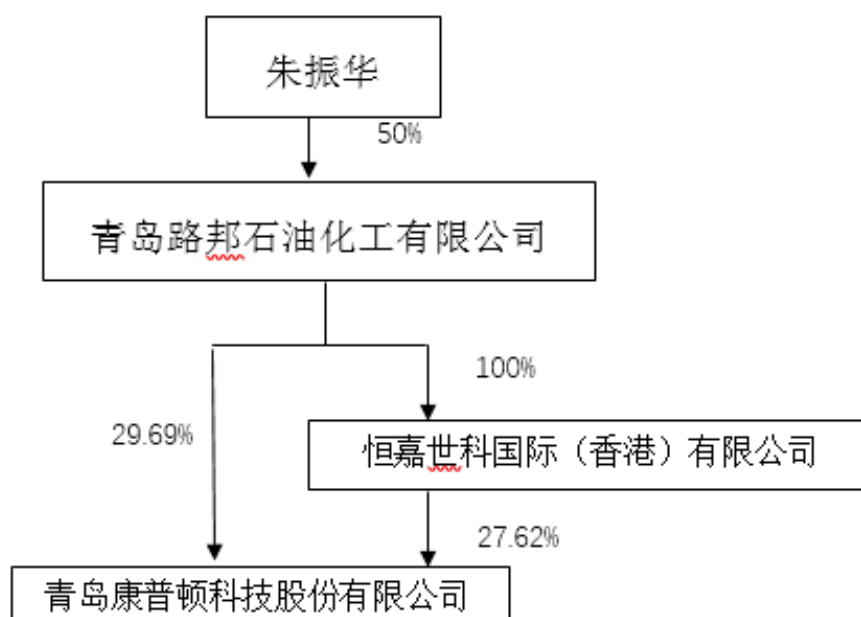 朱振华
50%
青岛路邦石油化工有限公司
100%
29.69%
恒嘉世科国际（香港）有限公司
27.62%
青岛康普顿科技股份有限公司